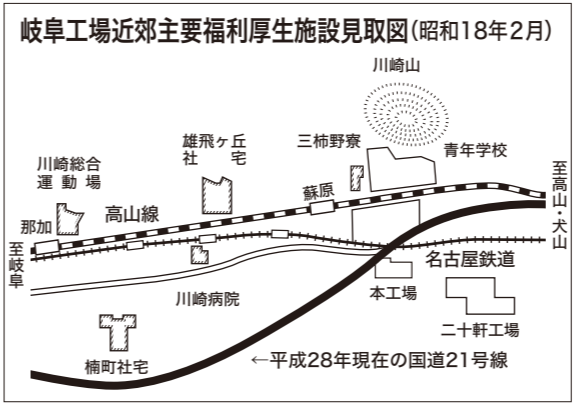 岐阜工場近郊主要福利厚生施設見取図(昭和18年2月)
川崎山
雄飛ヶ丘
社宅
三柿野寮
青年学校
川崎総合
運動場
蘇原
至高山・犬山
那加
高山線
至岐阜
名古屋鉄道
川崎病院
本工場
二十軒工場
楠町社宅
←平成28年現在の国道21号線